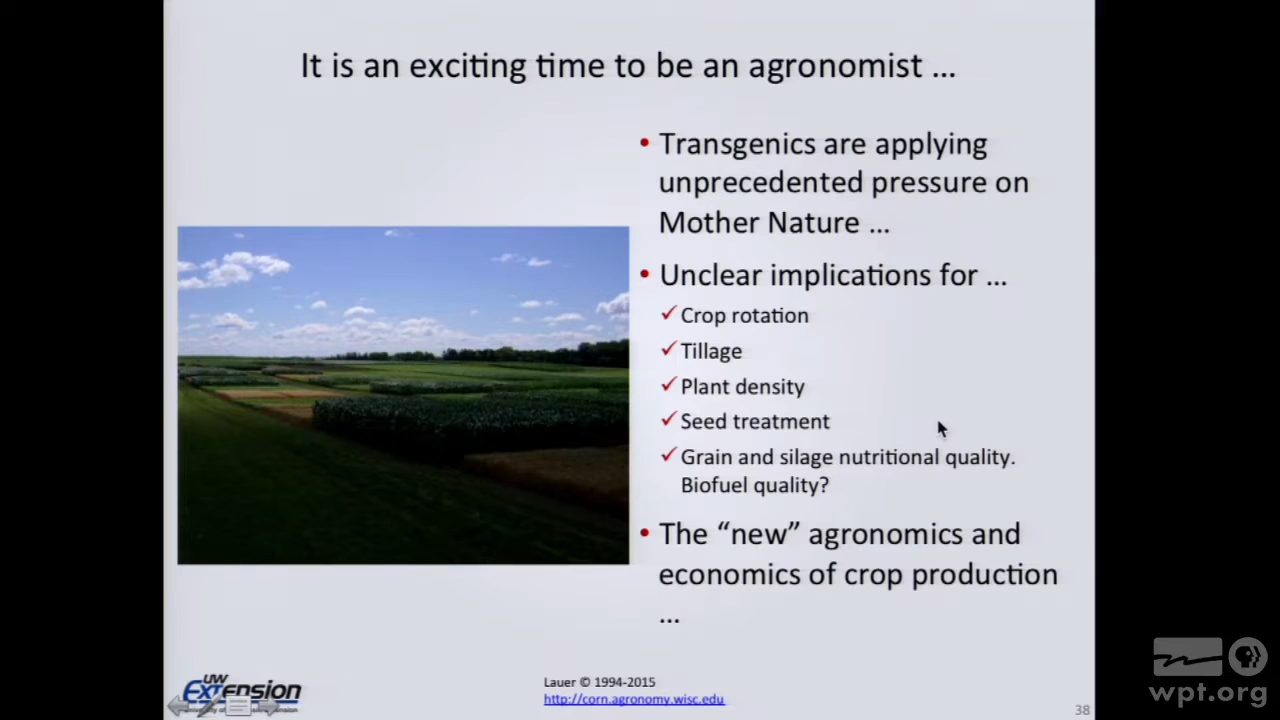 It is an exciting time to be an agronomist ...
• Transgenics are applying
unprecedented pressure on
Mother Nature ...
• Unclear implications for ...
✓ Crop rotation
✓ Tillage
✓ Plant density
✓ Seed treatment
✓ Grain and silage nutritional quality.
Biofuel quality?
• The “new” agronomics and
economics of crop production
...
UW
Extension
Lauer © 1994-2015
http://corn.agronomy.wisc.edu
38
wpt.org